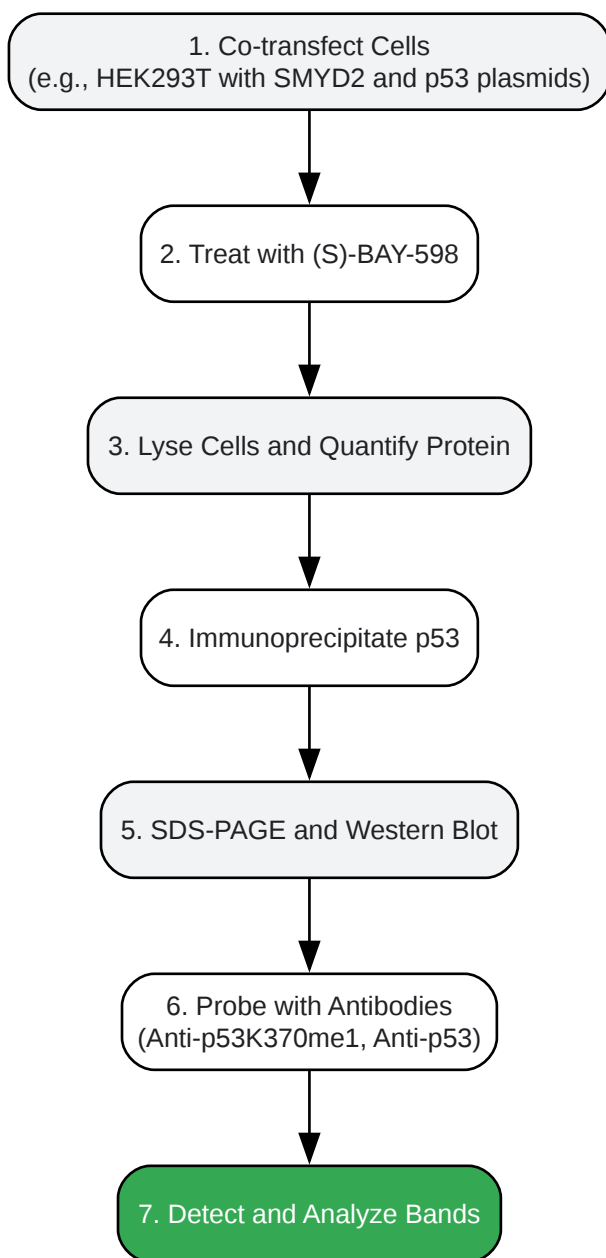 1. Co-transfect Cells
(e.g., HEK293T with SMYD2 and p53 plasmids)
2. Treat with (S)-BAY-598
3. Lyse Cells and Quantify Protein
4. Immunoprecipitate p53
5. SDS-PAGE and Western Blot
6. Probe with Antibodies
(Anti-p53K370me1, Anti-p53)
7. Detect and Analyze Bands